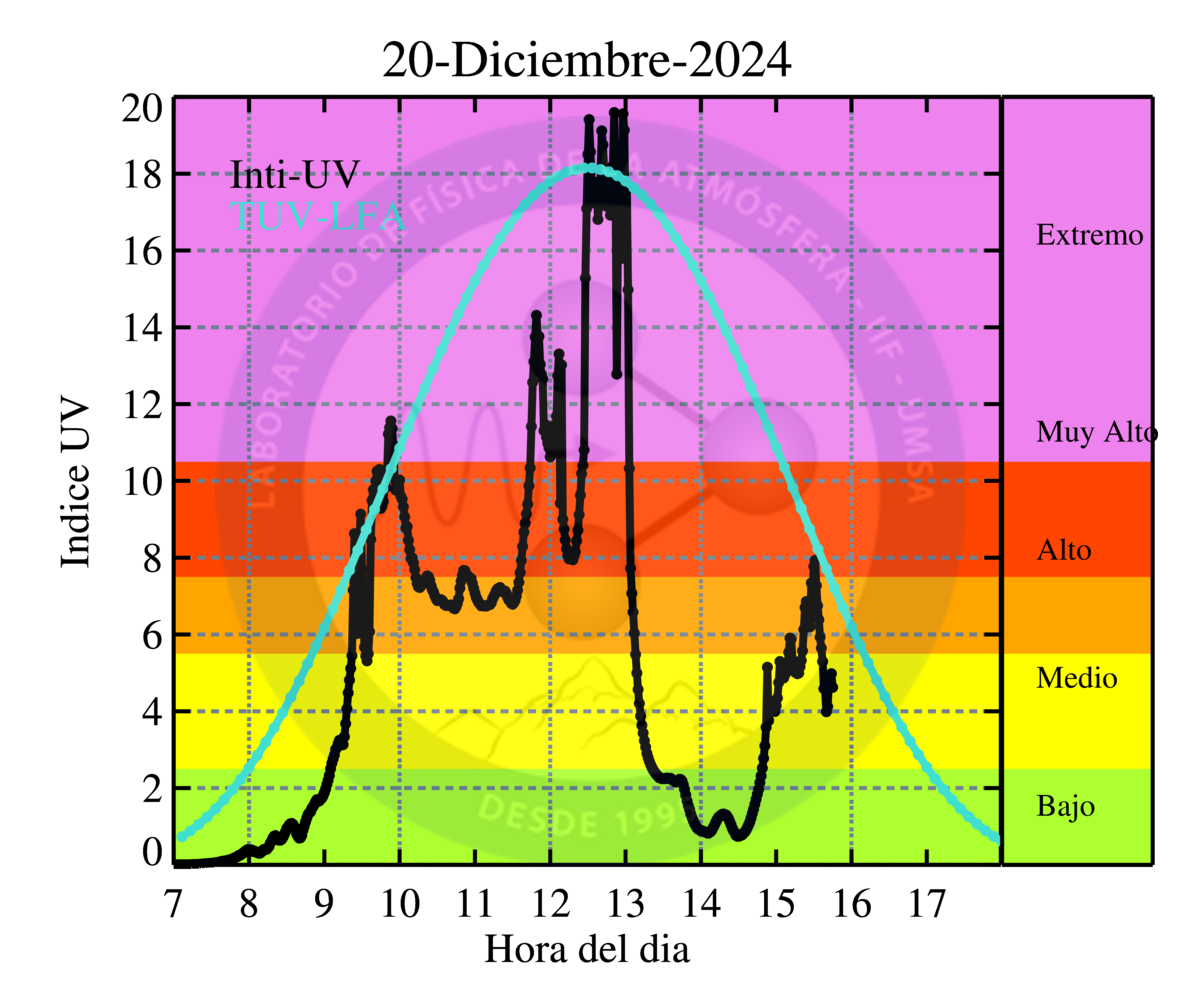 20-Diciembre-2024
Indice UV
20
18
16
14
12
10
8
6
4
2
0
Inti-UV
TUV-LFA
LABORATORIO DE FÍSICA DE LA ATMÓSFERA - IIF - UMSA
DESDE 199
Extremo
Muy Alto
Alto
Medio
Bajo
7 8 9 10 11 12 13 14 15 16 17
Hora del dia